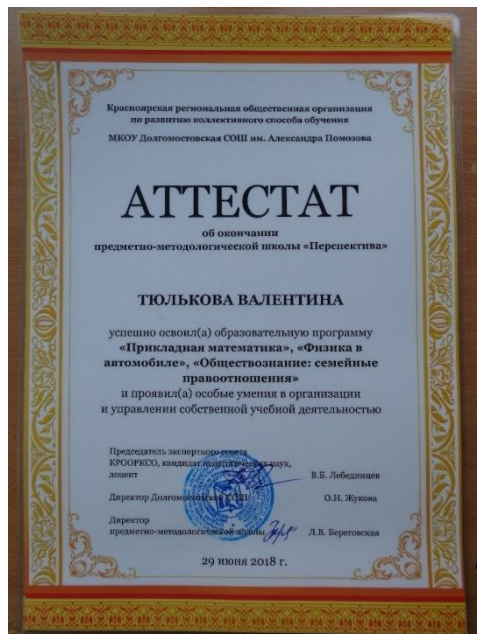 Красноярская региональная общественная организация
по развитию коллективного способа обучения
МКОУ Долгомостовская СОШ им. Александра Помозова
АТТЕСТАТ
об окончании
предметно-методологической школы «Перспектива»
ТЮЛЬКОВА ВАЛЕНТИНА
успешно освоил(а) образовательную программу
«Прикладная математика», «Физика в
автомобиле», «Обществознание: семейные
правоотношения»
и проявил(а) особые умения в организации
и управлении собственной учебной деятельностью
Председатель экспертного совета
КРООРКСО, кандидат педагогических наук,
доцент В.Б. Лебединцев
Директор Долгомостовской СОШ О.Н. Жукова
Директор
предметно-методологической школы Л.В. Береговская
29 июня 2018 г.